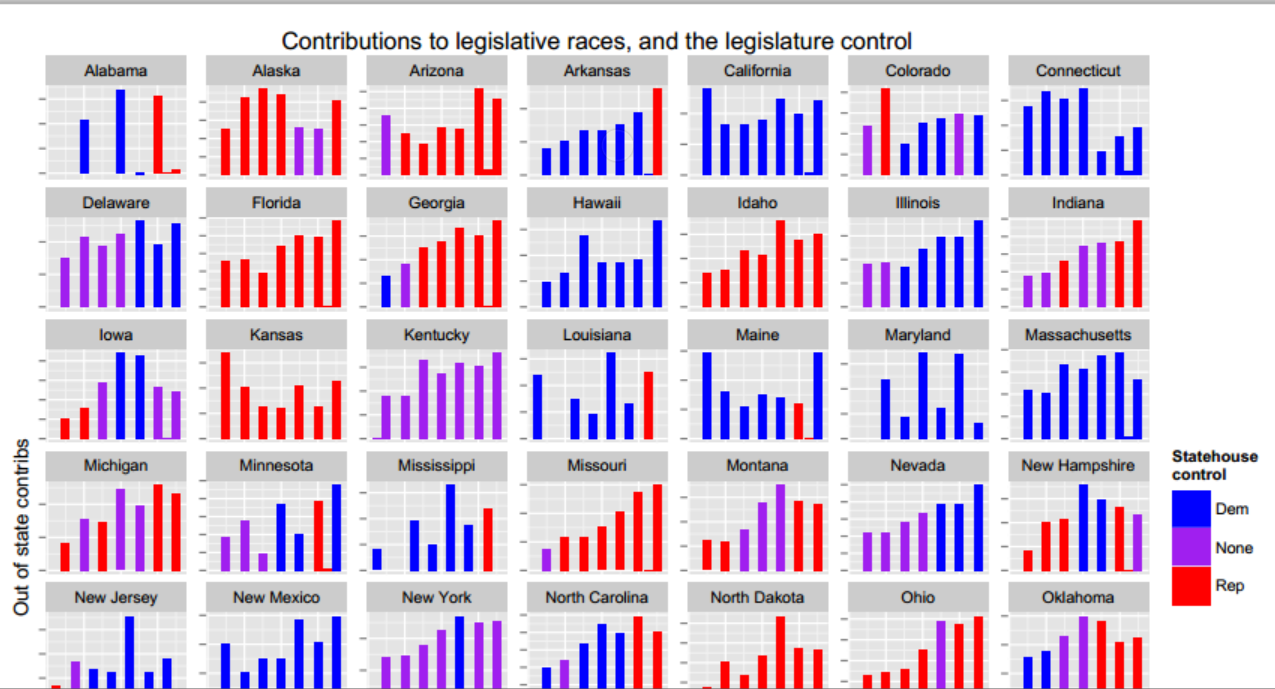 Contributions to legislative races, and the legislature control
Alabama Alaska Arizona Arkansas California Colorado Connecticut
Delaware Florida Georgia Hawaii Idaho Illinois Indiana
Iowa Kansas Kentucky Louisiana Maine Maryland Massachusetts
Michigan Minnesota Mississippi Missouri Montana Nevada New Hampshire
New Jersey New Mexico New York North Carolina North Dakota Ohio Oklahoma
Out of state contribs
Statehouse
control
Dem
None
Rep